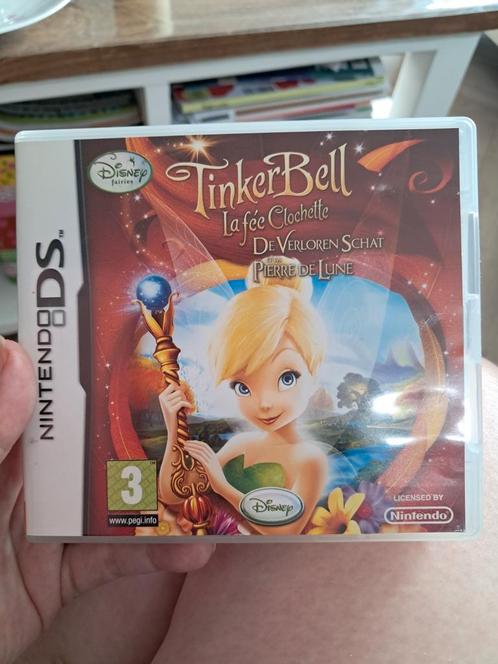 NINTENDO DS™
Disney
fairies
TinkerBell
La fée Clochette
De Verloren Schat
et la
Pierre de Lune
3
www.pegi.info
Disney
LICENSED BY
Nintendo